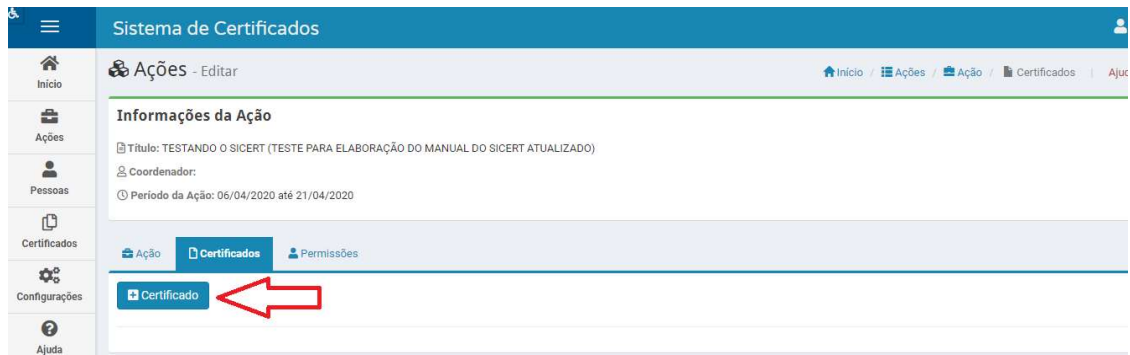 Sistema de Certificados
Início
Ações
Pessoas
Certificados
Configurações
Ajuda
Ações - Editar
Início / Ações / Ação / Certificados
Informações da Ação
Título: TESTANDO O SICERT (TESTE PARA ELABORAÇÃO DO MANUAL DO SICERT ATUALIZADO)
Coordenador:
Período da Ação: 06/04/2020 até 21/04/2020
Ação Certificados Permissões
Certificado